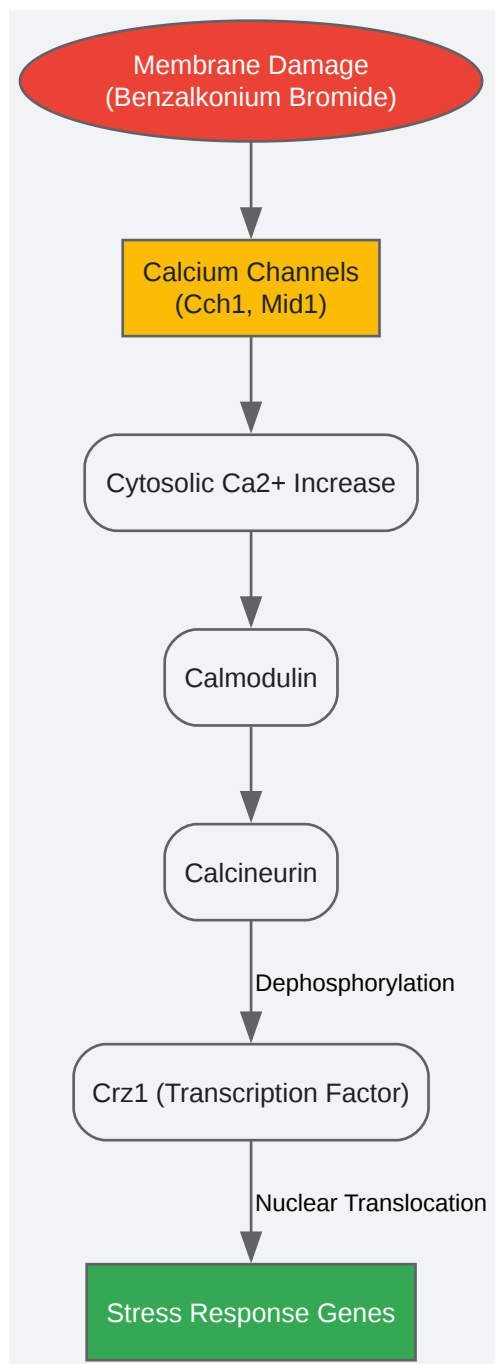 Membrane Damage
(Benzalkonium Bromide)
Calcium Channels
(Cch1, Mid1)
Cytosolic Ca2+ Increase
Calmodulin
Calcineurin
Dephosphorylation
Crz1 (Transcription Factor)
Nuclear Translocation
Stress Response Genes